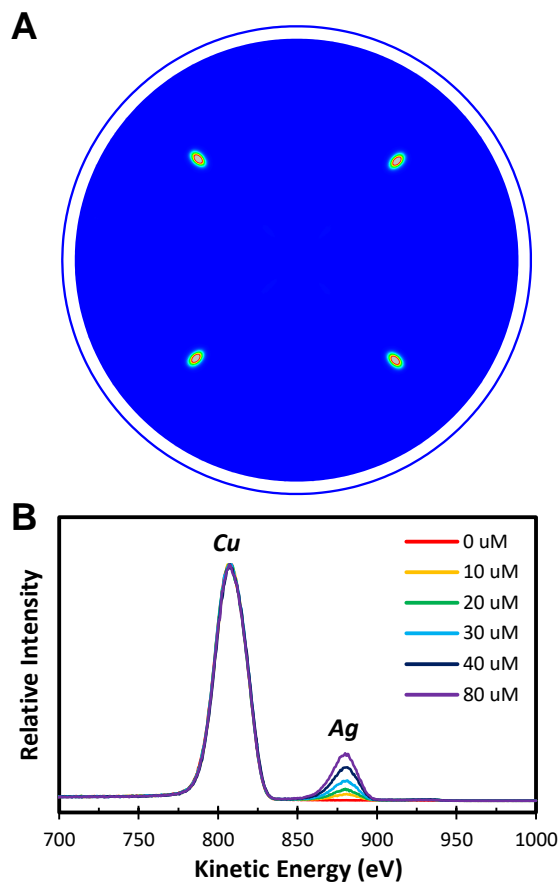 A
B
Cu
Ag
0 uM
10 uM
20 uM
30 uM
40 uM
80 uM
Relative Intensity
700
750
800
850
900
950
1000
Kinetic Energy (eV)